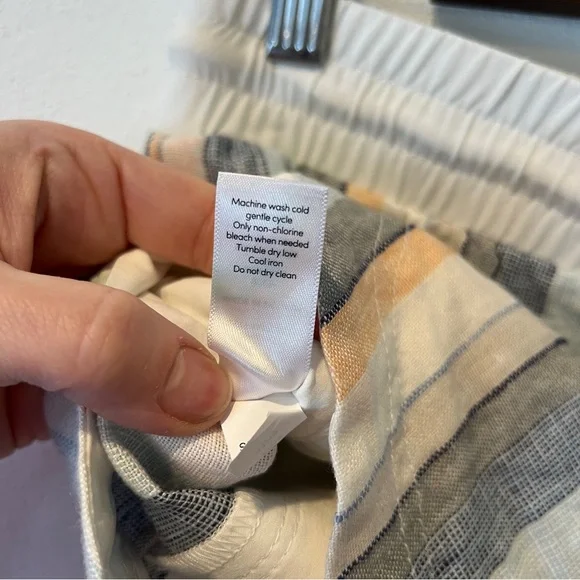 Machine wash cold
gentle cycle
Only non-chlorine
bleach when needed
Tumble dry low
Cool iron
Do not dry clean